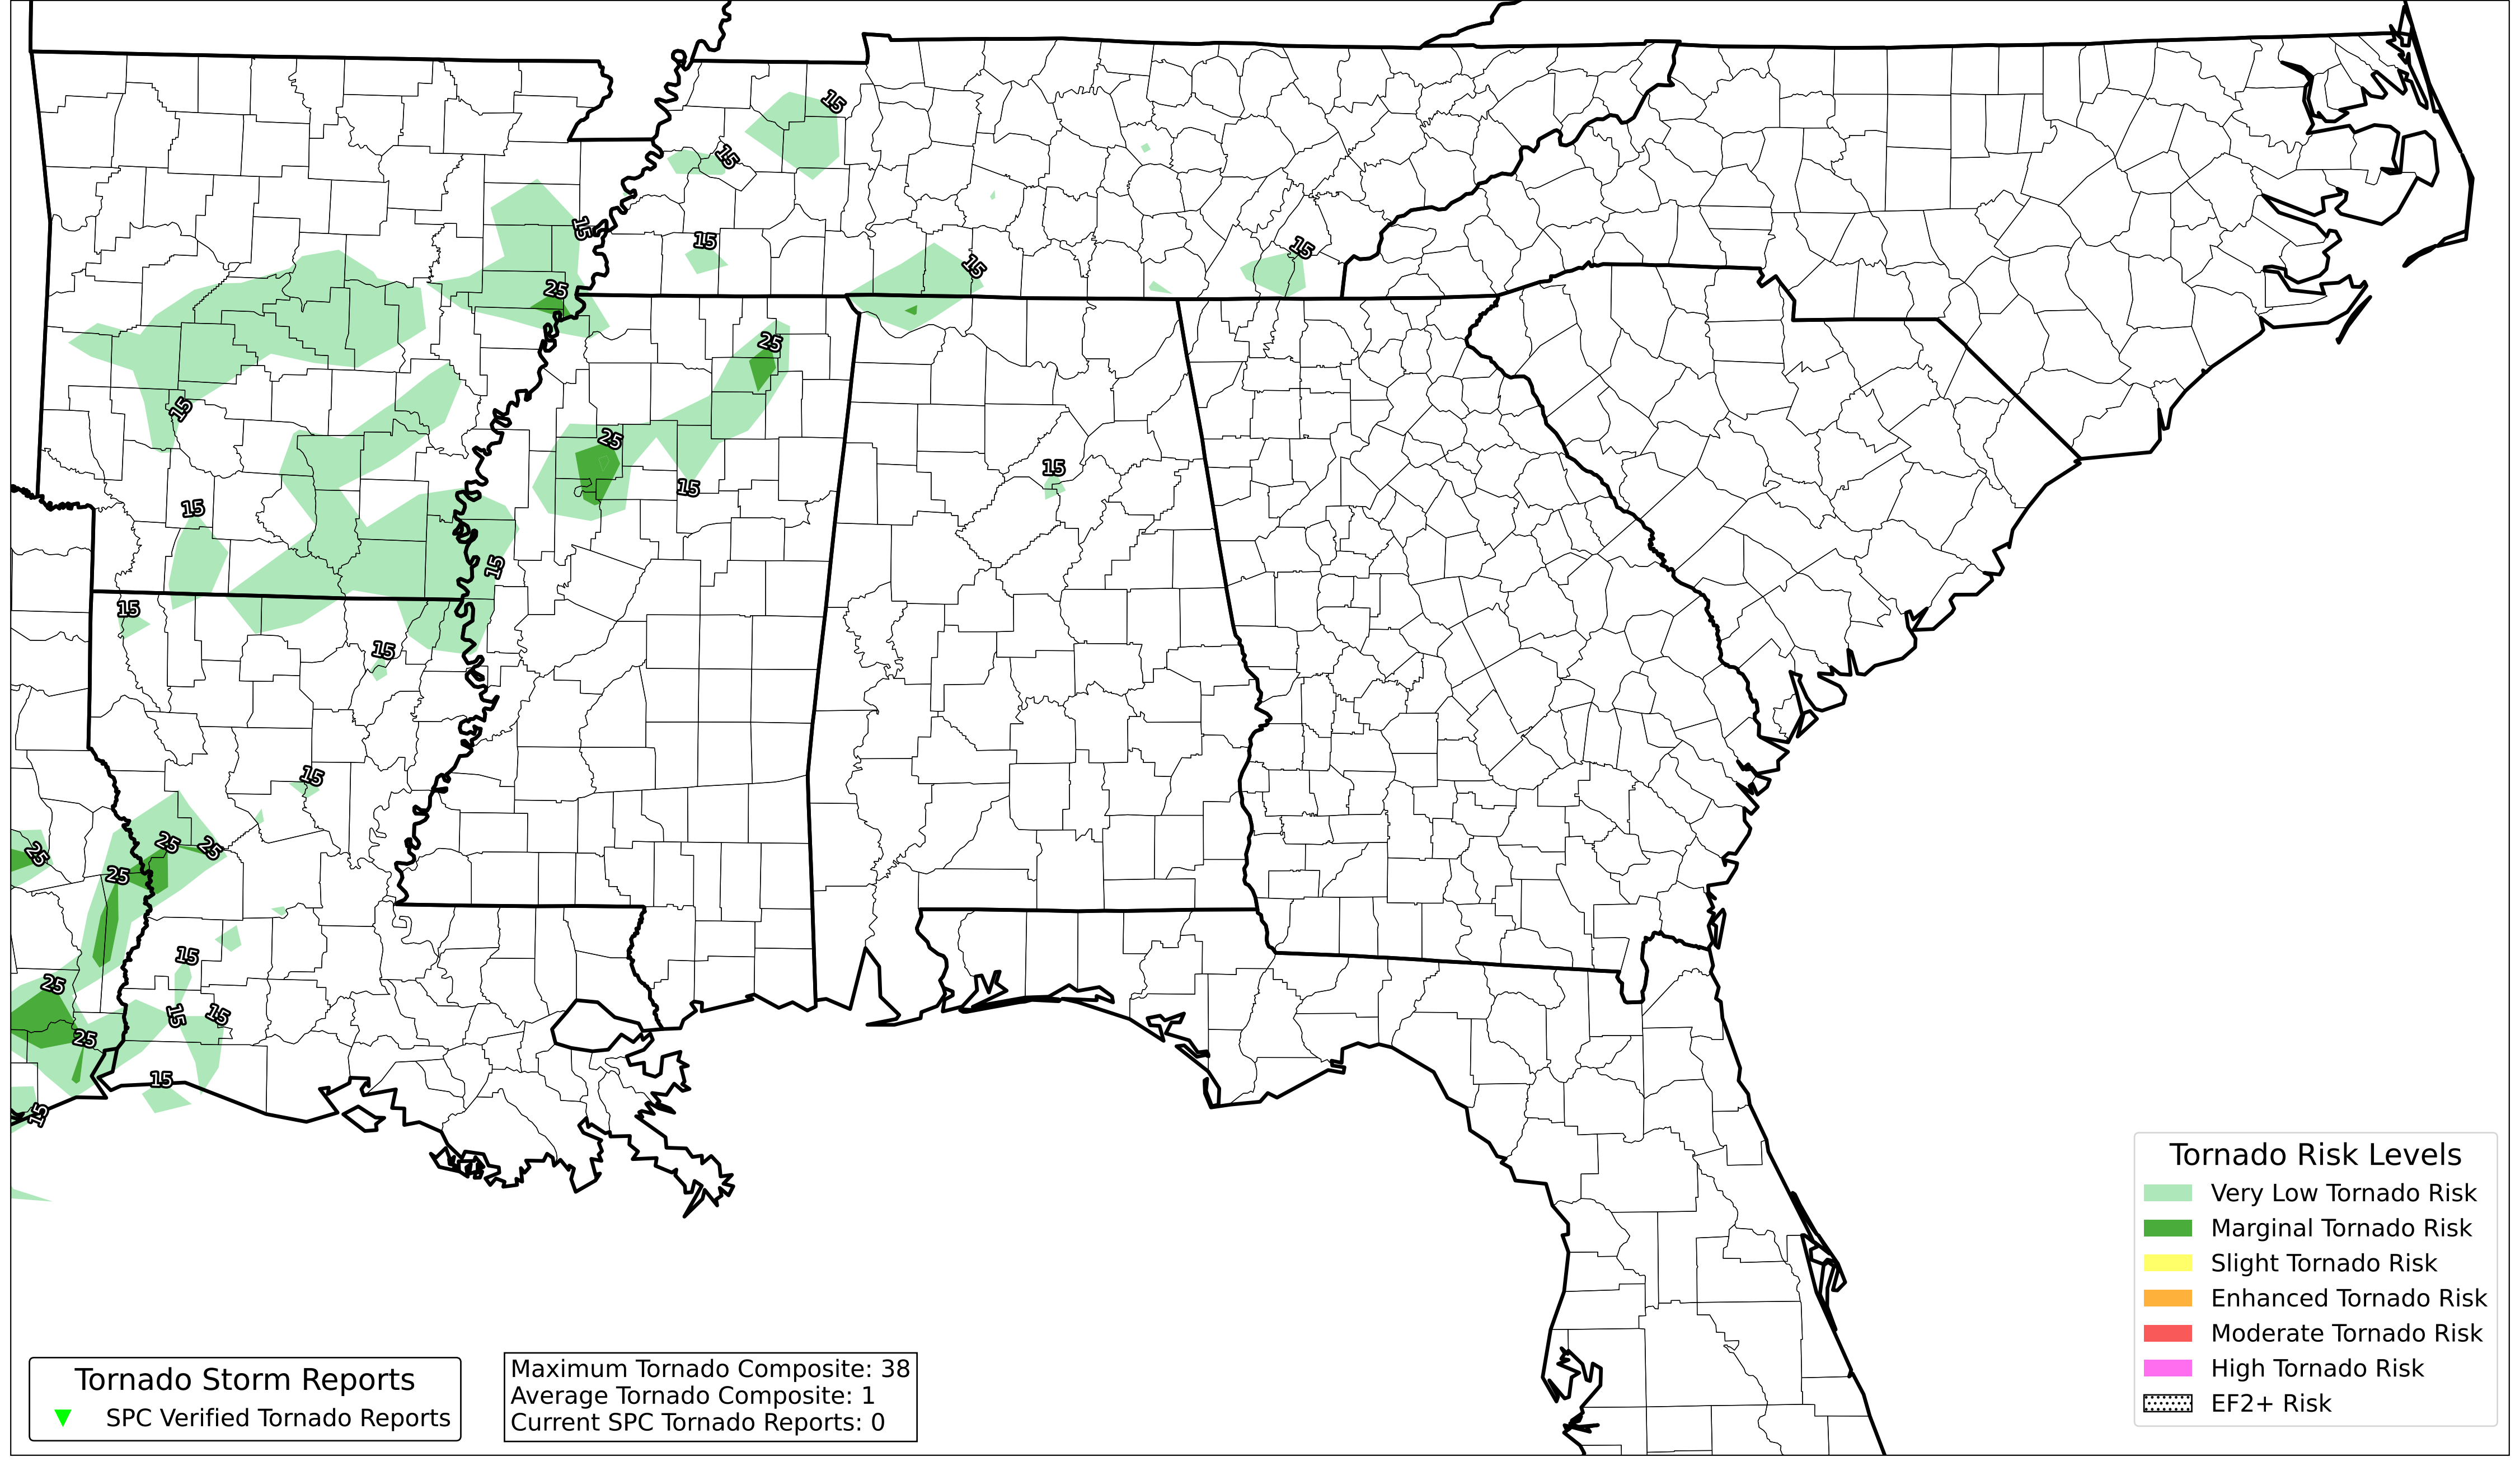 15
15
15
15
15
15
25
25
15
25
15
15
15
15
15
15
25
25
25
25
15
25
15
15
25
15
15
Tornado Risk Levels
Very Low Tornado Risk
Marginal Tornado Risk
Slight Tornado Risk
Enhanced Tornado Risk
Moderate Tornado Risk
High Tornado Risk
EF2+ Risk
Tornado Storm Reports
SPC Verified Tornado Reports
Maximum Tornado Composite: 38
Average Tornado Composite: 1
Current SPC Tornado Reports: 0